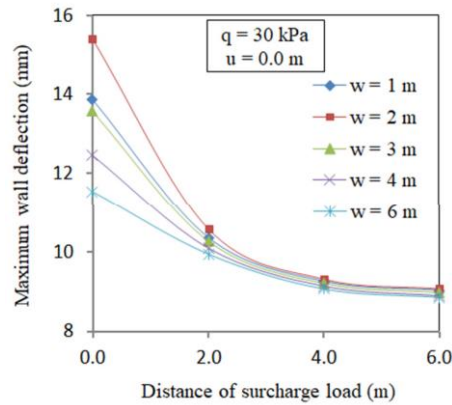 16
14
12
10
8
Maximum wall deflection (mm)
q = 30 kPa
u = 0.0 m
w = 1 m
w = 2 m
w = 3 m
w = 4 m
w = 6 m
0.0 2.0 4.0 6.0
Distance of surcharge load (m)